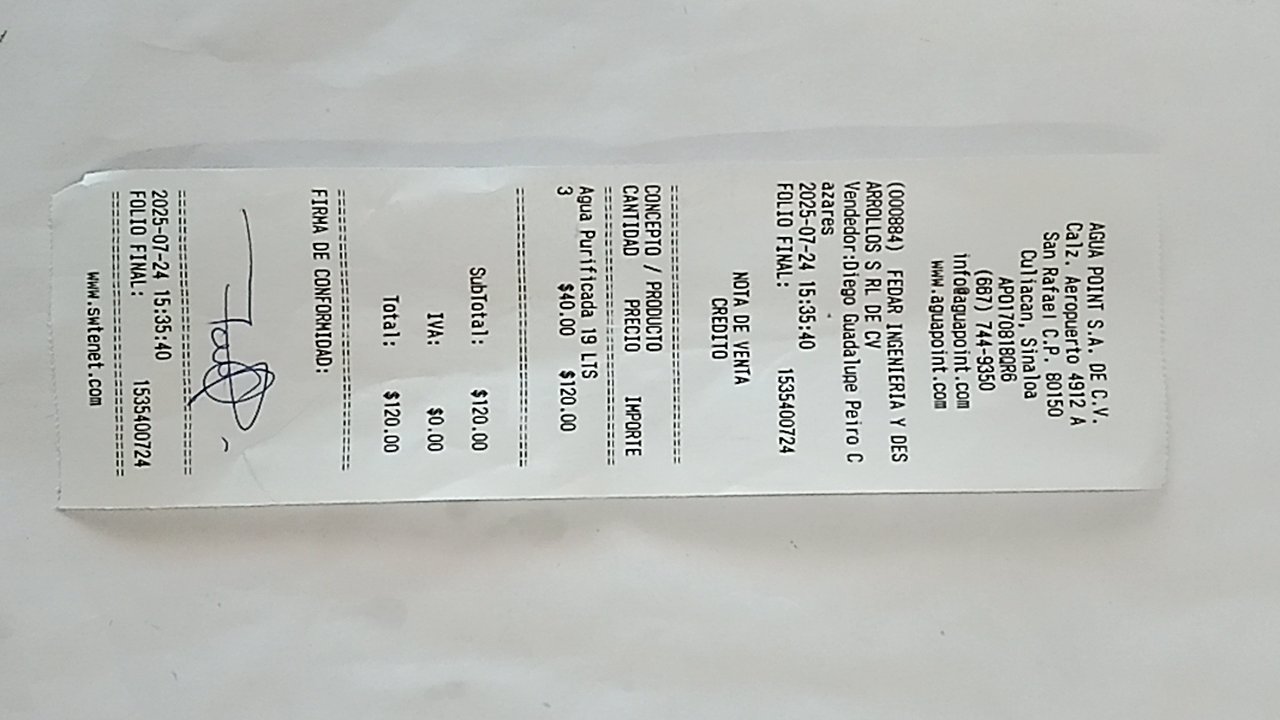 AGUA POINT S.A. DE C.V.
Calz. Aeropuerto 4912 A
San Rafael C.P. 80150
Culiacan, Sinaloa
APO170818QR6
(667) 744-9350
info@aguapoint.com
www.aguapoint.com
(000884) FEDAR INGENIERIA Y DES
ARROLLOS S RL DE CV
Vendedor:Diego Guadalupe Peiro C
azares
2025-07-24 15:35:40
FOLIO FINAL: 1535400724
NOTA DE VENTA
CREDITO
================================
CONCEPTO / PRODUCTO
CANTIDAD PRECIO IMPORTE
================================
Agua Purificada 19 LTS
3 $40.00 $120.00
================================
SubTotal: $120.00
IVA: $0.00
Total: $120.00
================================
FIRMA DE CONFORMIDAD:
================================
2025-07-24 15:35:40
FOLIO FINAL: 1535400724
================================
www.swtenet.com